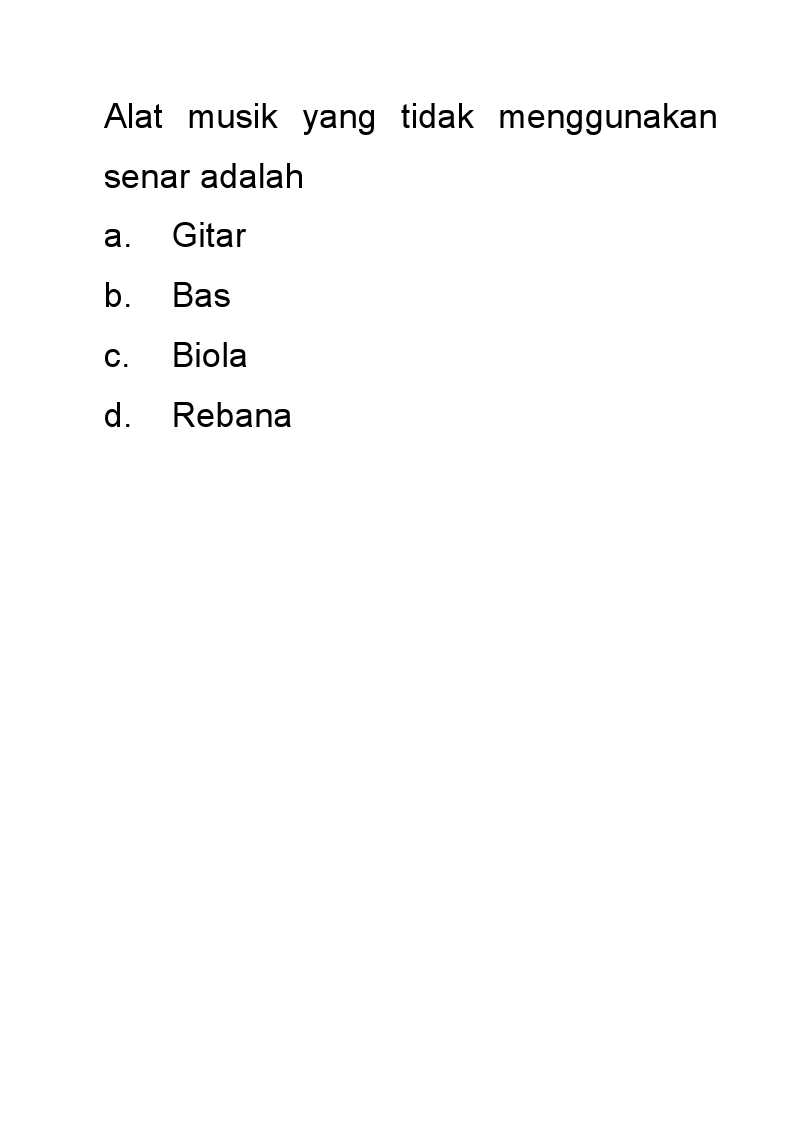 Alat musik yang tidak menggunakan
senar adalah
a. Gitar
b. Bas
c. Biola
d. Rebana